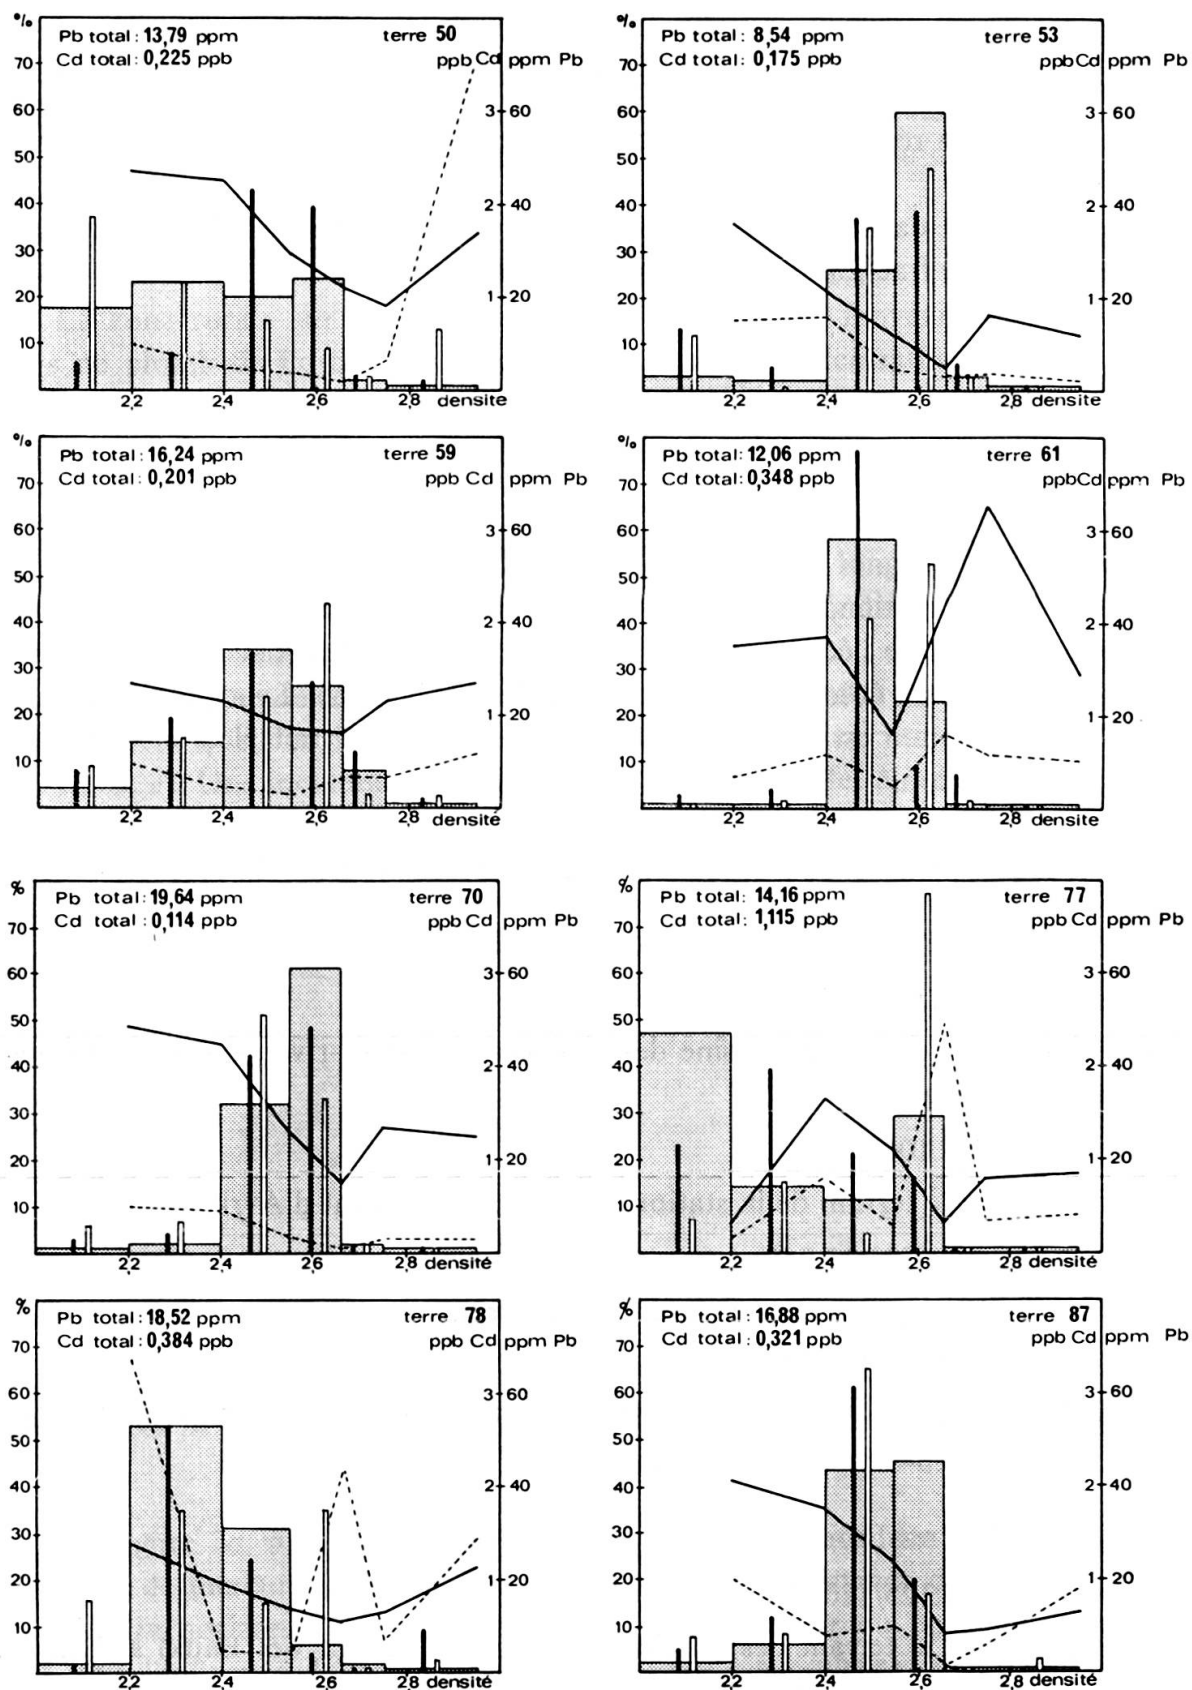 %
Pb total: 13,79 ppm terre 50
Cd total: 0,225 ppb
ppb Cd ppm Pb
70
60
50
40
30
20
10
3 60
2 40
1 20
2,2 2,4 2,6 2,8 densité
%
Pb total: 8,54 ppm terre 53
Cd total: 0,175 ppb
ppb Cd ppm Pb
70
60
50
40
30
20
10
3 60
2 40
1 20
2,2 2,4 2,6 2,8 densité
%
Pb total: 16,24 ppm terre 59
Cd total: 0,201 ppb
ppb Cd ppm Pb
70
60
50
40
30
20
10
3 60
2 40
1 20
2,2 2,4 2,6 2,8 densité
%
Pb total: 12,06 ppm terre 61
Cd total: 0,348 ppb
ppb Cd ppm Pb
70
60
50
40
30
20
10
3 60
2 40
1 20
2,2 2,4 2,6 2,8 densité
%
Pb total: 19,64 ppm terre 70
Cd total: 0,114 ppb
ppb Cd ppm Pb
70
60
50
40
30
20
10
3 60
2 40
1 20
2,2 2,4 2,6 2,8 densité
%
Pb total: 14,16 ppm terre 77
Cd total: 1,115 ppb
ppb Cd ppm Pb
70
60
50
40
30
20
10
3 60
2 40
1 20
2,2 2,4 2,6 2,8 densité
%
Pb total: 18,52 ppm terre 78
Cd total: 0,384 ppb
ppb Cd ppm Pb
70
60
50
40
30
20
10
3 60
2 40
1 20
2,2 2,4 2,6 2,8 densité
%
Pb total: 16,88 ppm terre 87
Cd total: 0,321 ppb
ppb Cd ppm Pb
70
60
50
40
30
20
10
3 60
2 40
1 20
2,2 2,4 2,6 2,8 densité